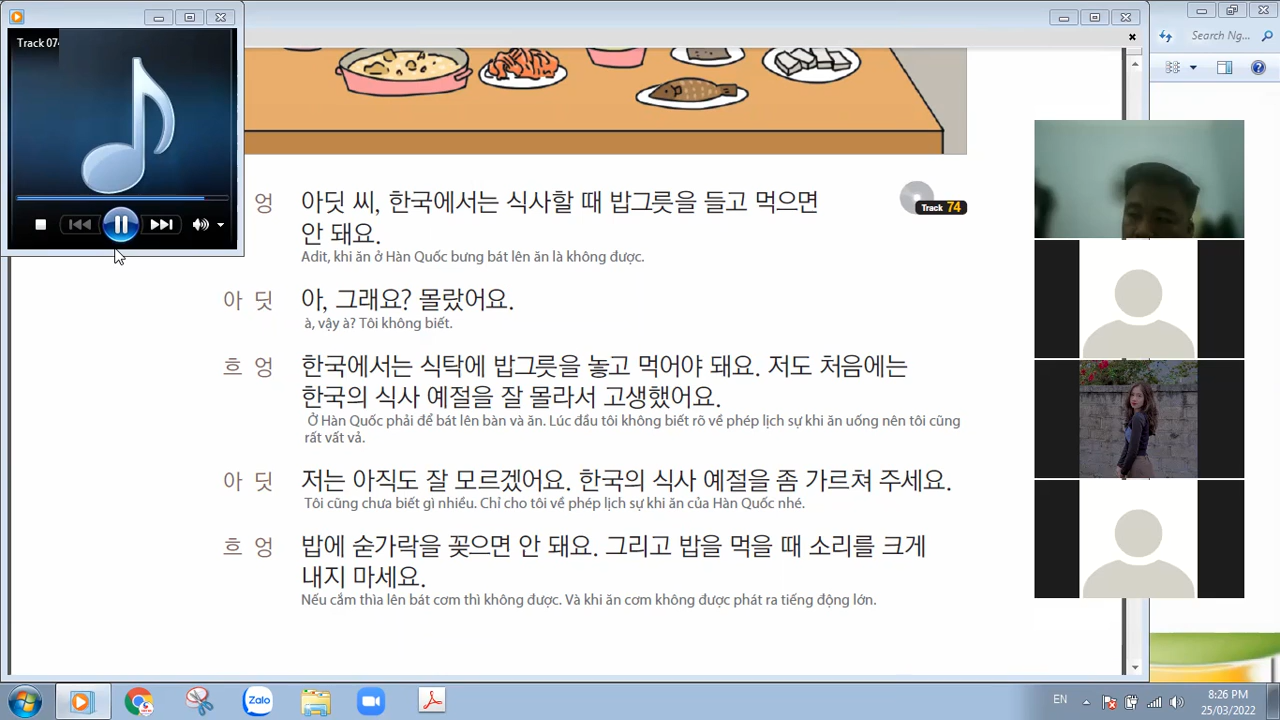 Track 074
Search Ng...
Track 74
엉 아딧 씨, 한국에서는 식사할 때 밥그릇을 들고 먹으면
안 돼요.
Adit, khi ăn ở Hàn Quốc bưng bát lên ăn là không được.
아 딧 아, 그래요? 몰랐어요.
à, vậy à? Tôi không biết.
흐 엉 한국에서는 식탁에 밥그릇을 놓고 먹어야 돼요. 저도 처음에는
한국의 식사 예절을 잘 몰라서 고생했어요.
Ở Hàn Quốc phải để bát lên bàn và ăn. Lúc đầu tôi không biết rõ về phép lịch sự khi ăn uống nên tôi cũng
rất vất vả.
아 딧 저는 아직도 잘 모르겠어요. 한국의 식사 예절을 좀 가르쳐 주세요.
Tôi cũng chưa biết gì nhiều. Chỉ cho tôi về phép lịch sự khi ăn của Hàn Quốc nhé.
흐 엉 밥에 숟가락을 꽂으면 안 돼요. 그리고 밥을 먹을 때 소리를 크게
내지 마세요.
Nếu cắm thìa lên bát cơm thì không được. Và khi ăn cơm không được phát ra tiếng động lớn.
Zalo
EN
8:26 PM
25/03/2022